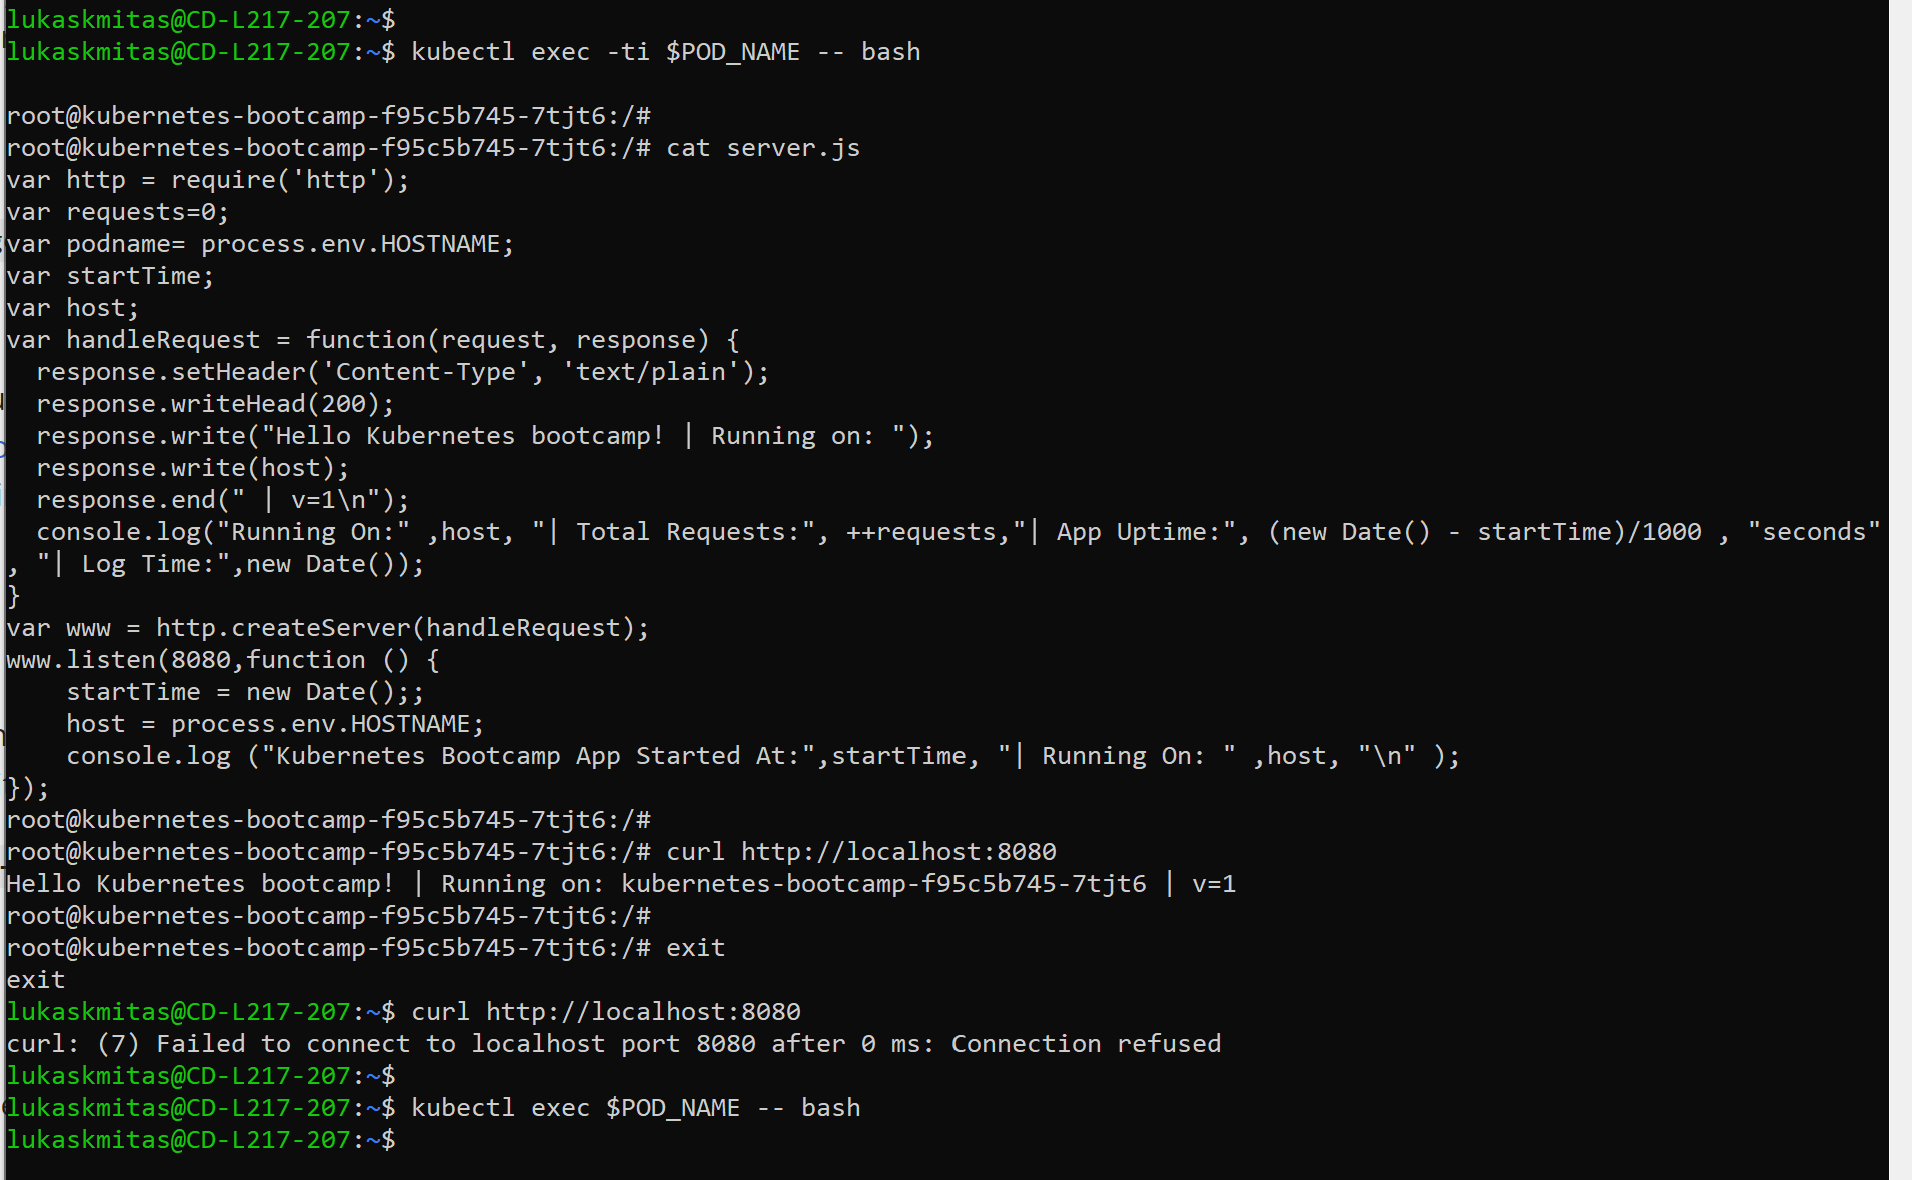 lukaskmitas@CD-L217-207:~$
lukaskmitas@CD-L217-207:~$ kubectl exec -ti $POD_NAME -- bash
root@kubernetes-bootcamp-f95c5b745-7tjt6:/#
root@kubernetes-bootcamp-f95c5b745-7tjt6:/# cat server.js
var http = require('http');
var requests=0;
var podname= process.env.HOSTNAME;
var startTime;
var host;
var handleRequest = function(request, response) {
  response.setHeader('Content-Type', 'text/plain');
  response.writeHead(200);
  response.write("Hello Kubernetes bootcamp! | Running on: ");
  response.write(host);
  response.end(" | v=1\n");
  console.log("Running On:" ,host, "| Total Requests:", ++requests,"| App Uptime:", (new Date() - startTime)/1000 , "seconds"
, "| Log Time:",new Date());
}
var www = http.createServer(handleRequest);
www.listen(8080,function () {
    startTime = new Date();;
    host = process.env.HOSTNAME;
    console.log ("Kubernetes Bootcamp App Started At:",startTime, "| Running On: " ,host, "\n" );
});
root@kubernetes-bootcamp-f95c5b745-7tjt6:/#
root@kubernetes-bootcamp-f95c5b745-7tjt6:/# curl http://localhost:8080
Hello Kubernetes bootcamp! | Running on: kubernetes-bootcamp-f95c5b745-7tjt6 | v=1
root@kubernetes-bootcamp-f95c5b745-7tjt6:/#
root@kubernetes-bootcamp-f95c5b745-7tjt6:/# exit
exit
lukaskmitas@CD-L217-207:~$ curl http://localhost:8080
curl: (7) Failed to connect to localhost port 8080 after 0 ms: Connection refused
lukaskmitas@CD-L217-207:~$
lukaskmitas@CD-L217-207:~$ kubectl exec $POD_NAME -- bash
lukaskmitas@CD-L217-207:~$